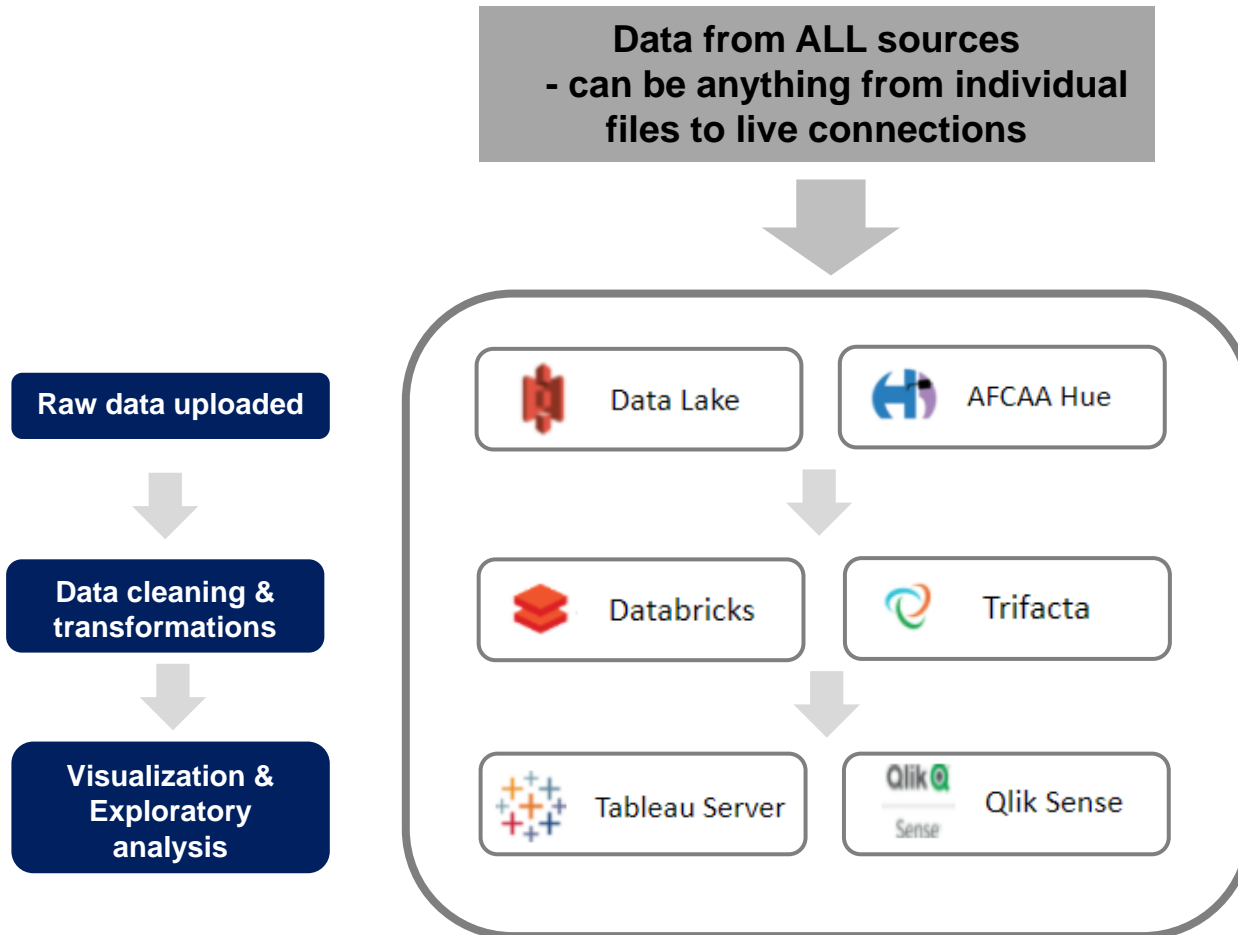 Data from ALL sources
- can be anything from individual
files to live connections
Raw data uploaded
Data Lake
AFCAA Hue
Data cleaning &
transformations
Databricks
Trifacta
Visualization &
Exploratory
analysis
Tableau Server
Qlik Q
Sense
Qlik Sense